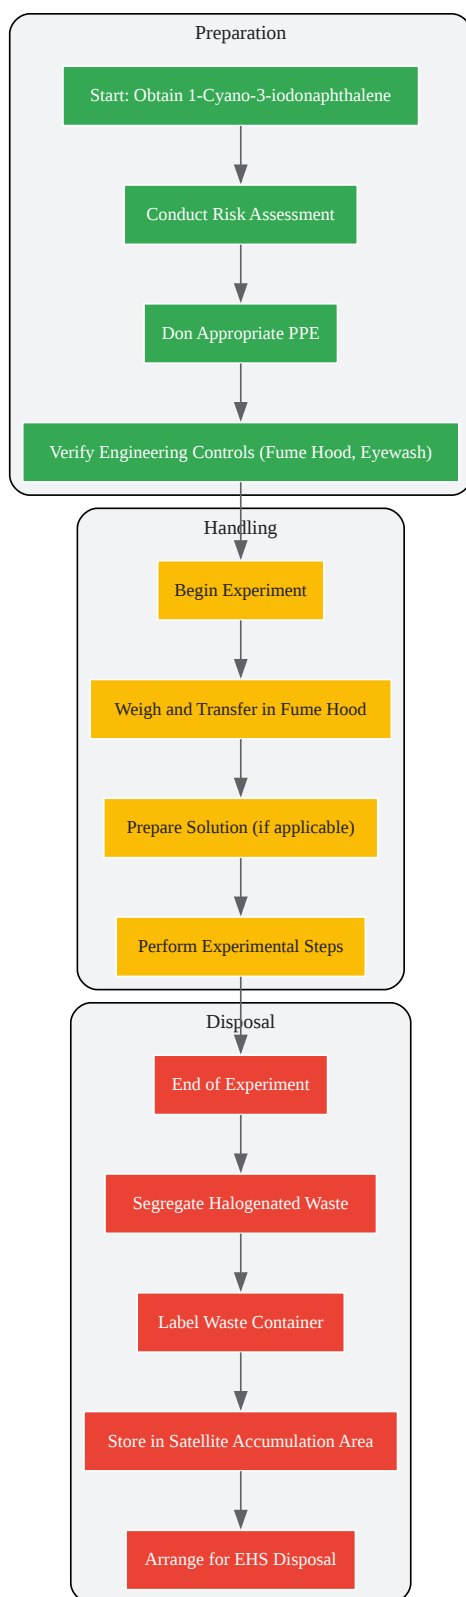 Preparation
Start: Obtain 1-Cyano-3-iodonaphthalene
Conduct Risk Assessment
Don Appropriate PPE
Verify Engineering Controls (Fume Hood, Eyewash)
Handling
Begin Experiment
Weigh and Transfer in Fume Hood
Prepare Solution (if applicable)
Perform Experimental Steps
Disposal
End of Experiment
Segregate Halogenated Waste
Label Waste Container
Store in Satellite Accumulation Area
Arrange for EHS Disposal